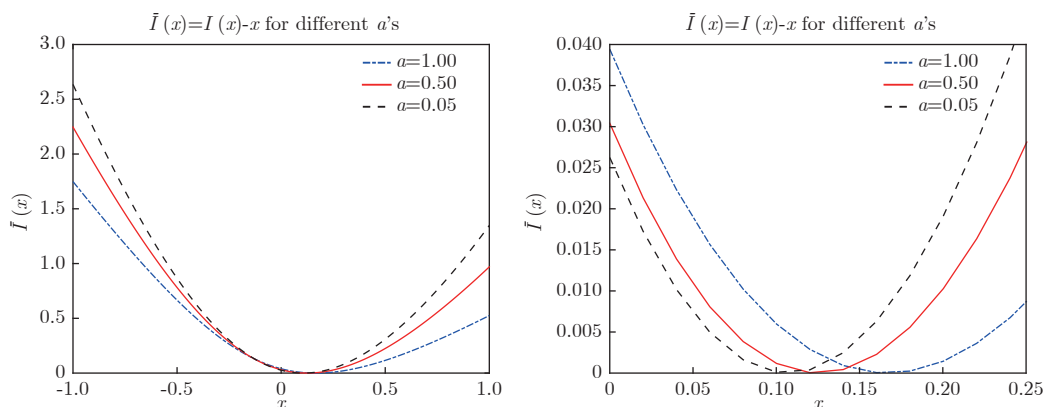 Ī (x)=I (x)-x for different a's
3.0
2.5
2.0
1.5
1.0
0.5
0
-1.0
-0.5
0
0.5
1.0
Ī (x)
x
a=1.00
a=0.50
a=0.05
Ī (x)=I (x)-x for different a's
0.040
0.035
0.030
0.025
0.020
0.015
0.010
0.005
0
0
0.05
0.10
0.15
0.20
0.25
Ī (x)
x
a=1.00
a=0.50
a=0.05